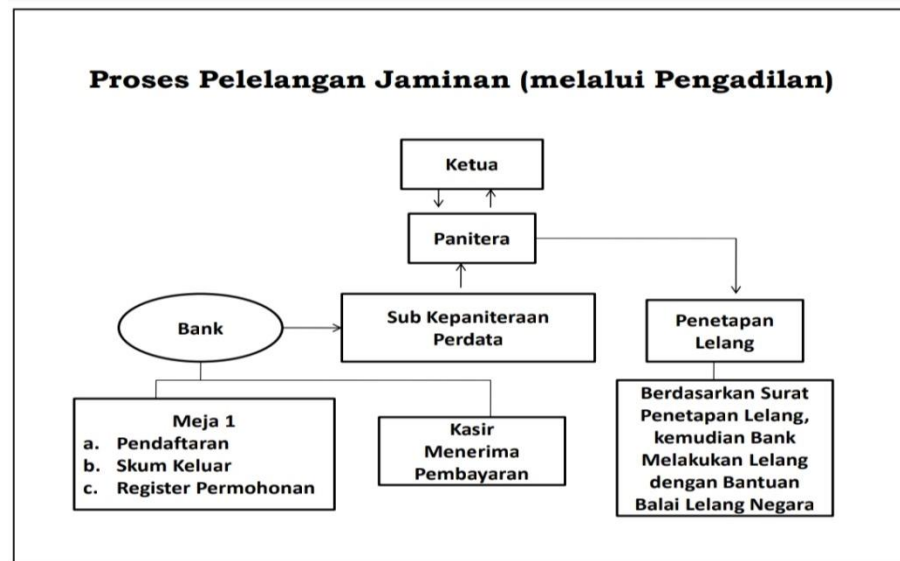 Proses Pelelangan Jaminan (melalui Pengadilan)
Ketua
Panitera
Bank
Sub Kepaniteraan
Perdata
Penetapan
Lelang
Meja 1
a. Pendaftaran
b. Skum Keluar
c. Register Permohonan
Kasir
Menerima
Pembayaran
Berdasarkan Surat
Penetapan Lelang,
kemudian Bank
Melakukan Lelang
dengan Bantuan
Balai Lelang Negara